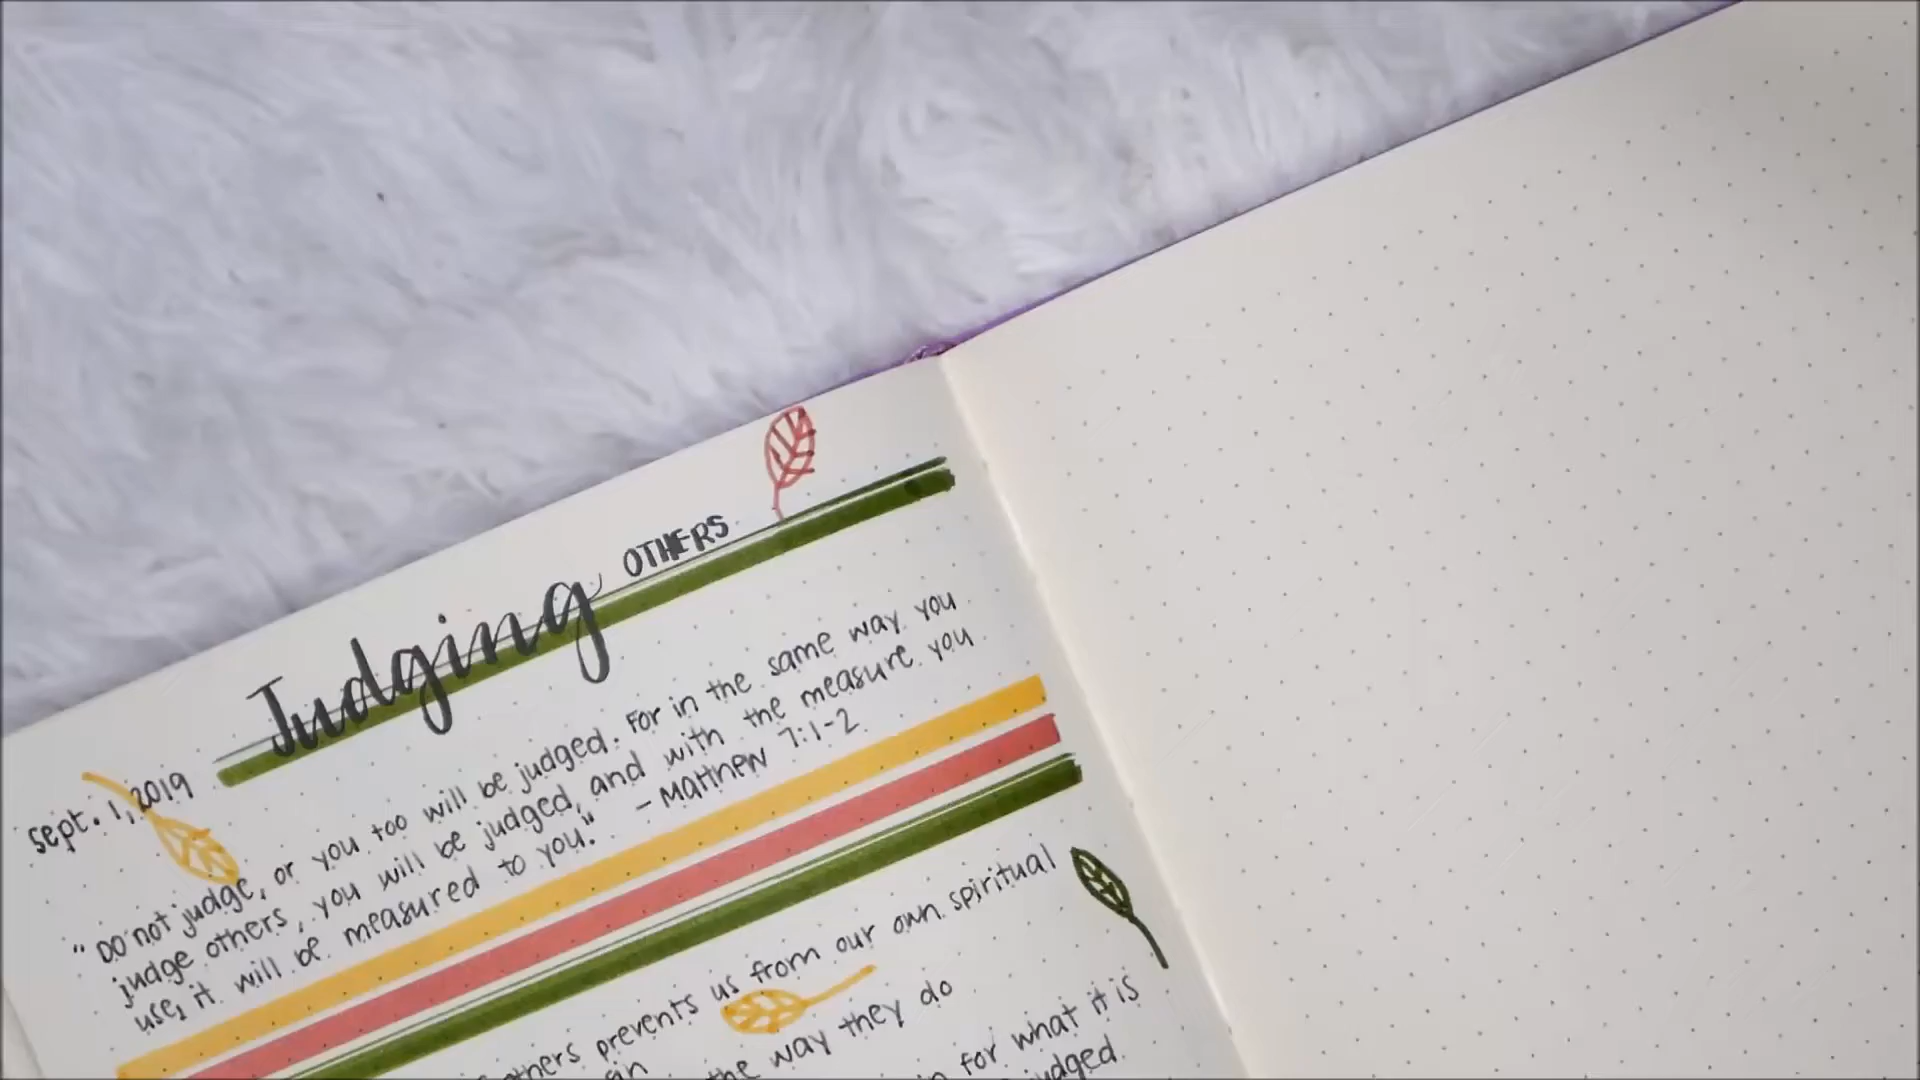 Judging OTHERS
sept. 1, 2019
"Do not judge, or you too will be judged. For in the same way you
judge others, you will be judged, and with the measure you
use, it will be measured to you." - Matthew 7:1-2
others prevents us from our own spiritual
the way they do
for what it is
judged.